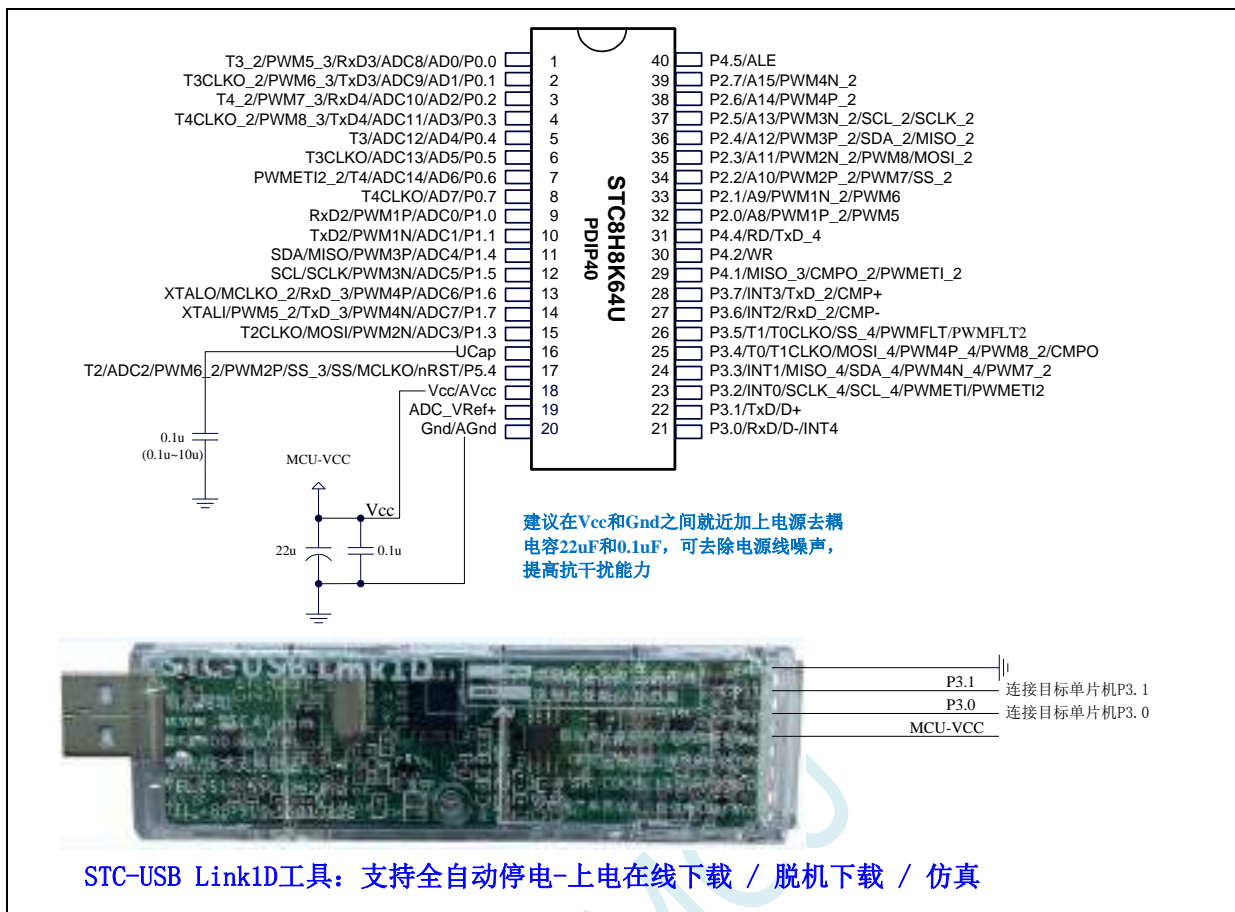 T3_2/PWM5_3/RxD3/ADC8/AD0/P0.0 1
T3CLKO_2/PWM6_3/TxD3/ADC9/AD1/P0.1 2
T4_2/PWM7_3/RxD4/ADC10/AD2/P0.2 3
T4CLKO_2/PWM8_3/TxD4/ADC11/AD3/P0.3 4
T3/ADC12/AD4/P0.4 5
T3CLKO/ADC13/AD5/P0.5 6
PWMETI2_2/T4/ADC14/AD6/P0.6 7
T4CLKO/AD7/P0.7 8
RxD2/PWM1P/ADC0/P1.0 9
TxD2/PWM1N/ADC1/P1.1 10
SDA/MISO/PWM3P/ADC4/P1.4 11
SCL/SCLK/PWM3N/ADC5/P1.5 12
XTALO/MCLKO_2/RxD_3/PWM4P/ADC6/P1.6 13
XTALI/PWM5_2/TxD_3/PWM4N/ADC7/P1.7 14
T2CLKO/MOSI/PWM2N/ADC3/P1.3 15
UCap 16
T2/ADC2/PWM6_2/PWM2P/SS_3/SS/MCLKO/nRST/P5.4 17
Vcc/AVcc 18
ADC_VRef+ 19
Gnd/AGnd 20
STC8H8K64U
PDIP40
40 P4.5/ALE
39 P2.7/A15/PWM4N_2
38 P2.6/A14/PWM4P_2
37 P2.5/A13/PWM3N_2/SCL_2/SCLK_2
36 P2.4/A12/PWM3P_2/SDA_2/MISO_2
35 P2.3/A11/PWM2N_2/PWM8/MOSI_2
34 P2.2/A10/PWM2P_2/PWM7/SS_2
33 P2.1/A9/PWM1N_2/PWM6
32 P2.0/A8/PWM1P_2/PWM5
31 P4.4/RD/TxD_4
30 P4.2/WR
29 P4.1/MISO_3/CMPO_2/PWMETI_2
28 P3.7/INT3/TxD_2/CMP+
27 P3.6/INT2/RxD_2/CMP-
26 P3.5/T1/T0CLKO/SS_4/PWMFLT/PWMFLT2
25 P3.4/T0/T1CLKO/MOSI_4/PWM4P_4/PWM8_2/CMPO
24 P3.3/INT1/MISO_4/SDA_4/PWM4N_4/PWM7_2
23 P3.2/INT0/SCLK_4/SCL_4/PWMETI/PWMETI2
22 P3.1/TxD/D+
21 P3.0/RxD/D-/INT4
0.1u
(0.1u~10u)
MCU-VCC
Vcc
22u
0.1u
建议在Vcc和Gnd之间就近加上电源去耦
电容22uF和0.1uF，可去除电源线噪声，
提高抗干扰能力
STC-USB Link1D
P3.1 连接目标单片机P3.1
P3.0 连接目标单片机P3.0
MCU-VCC
STC-USB Link1D工具：支持全自动停电-上电在线下载 / 脱机下载 / 仿真